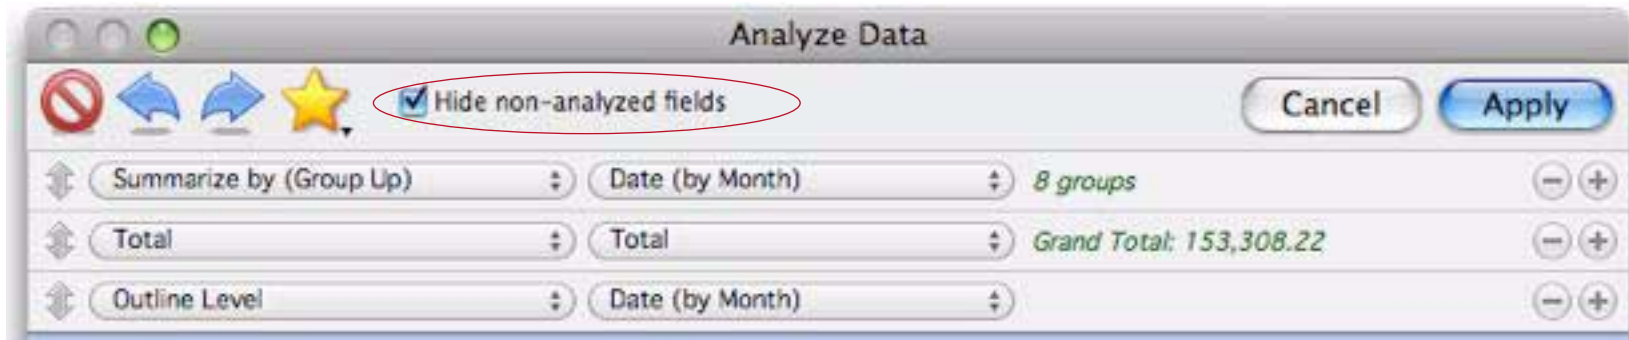 Analyze Data
Hide non-analyzed fields Cancel Apply
Summarize by (Group Up) Date (by Month) 8 groups
Total Total Grand Total: 153,308.22
Outline Level Date (by Month)